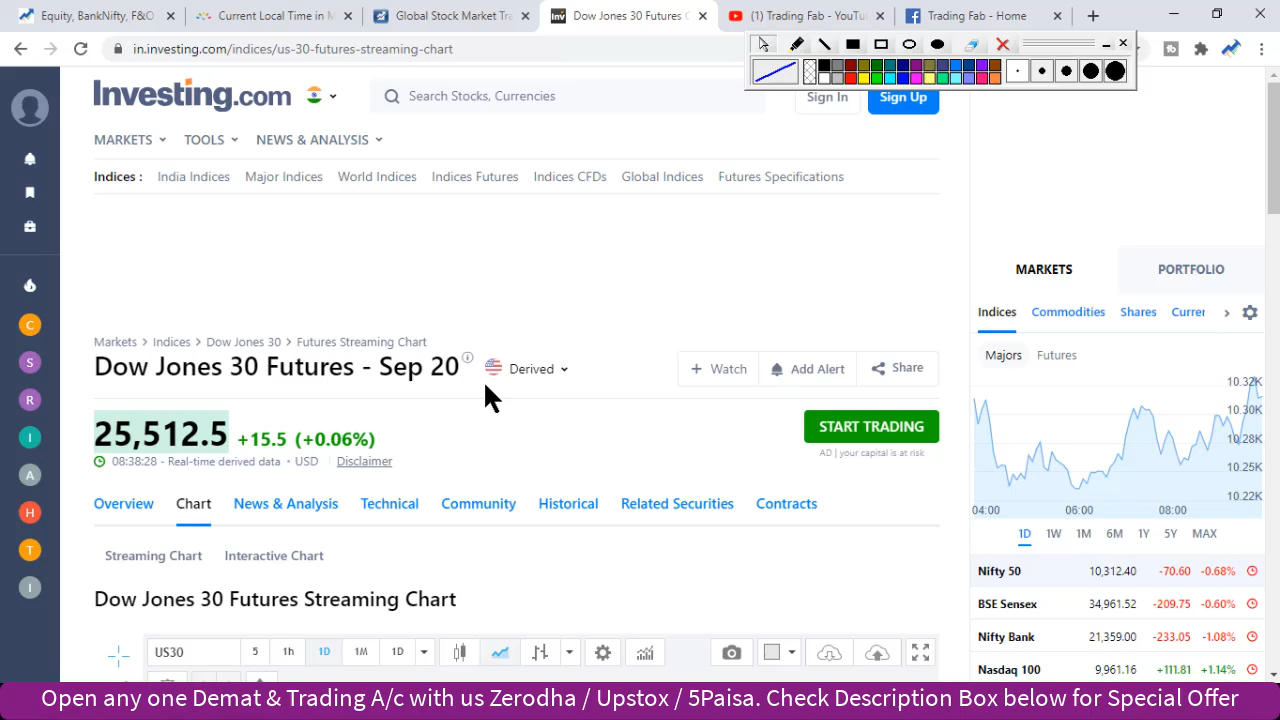 Equity, BankNifty, F&O
Current Local Time in M
Global Stock Market Tra
Dow Jones 30 Futures C
(1) Trading Fab - YouTu
Trading Fab - Home
in.investing.com/indices/us-30-futures-streaming-chart
Investing.com
Search Stocks, Currencies
Sign In
Sign Up
MARKETS
TOOLS
NEWS & ANALYSIS
Indices :
India Indices
Major Indices
World Indices
Indices Futures
Indices CFDs
Global Indices
Futures Specifications
Markets > Indices > Dow Jones 30 > Futures Streaming Chart
Dow Jones 30 Futures - Sep 20
Derived
+ Watch
Add Alert
Share
25,512.5 +15.5 (+0.06%)
08:38:28 - Real-time derived data • USD
Disclaimer
START TRADING
AD | your capital is at risk
Overview
Chart
News & Analysis
Technical
Community
Historical
Related Securities
Contracts
Streaming Chart
Interactive Chart
Dow Jones 30 Futures Streaming Chart
US30
5
1h
1D
1M
1D
C
S
R
I
A
H
T
I
MARKETS
PORTFOLIO
Indices
Commodities
Shares
Curren
Majors
Futures
10.32K
10.30K
10.28K
10.25K
10.22K
04:00
06:00
08:00
1D
1W
1M
6M
1Y
5Y
MAX
Nifty 50 10,312.40 -70.60 -0.68%
BSE Sensex 34,961.52 -209.75 -0.60%
Nifty Bank 21,359.00 -233.05 -1.08%
Nasdaq 100 9,961.16 +111.81 +1.14%
Open any one Demat & Trading A/c with us Zerodha / Upstox / 5Paisa. Check Description Box below for Special Offer